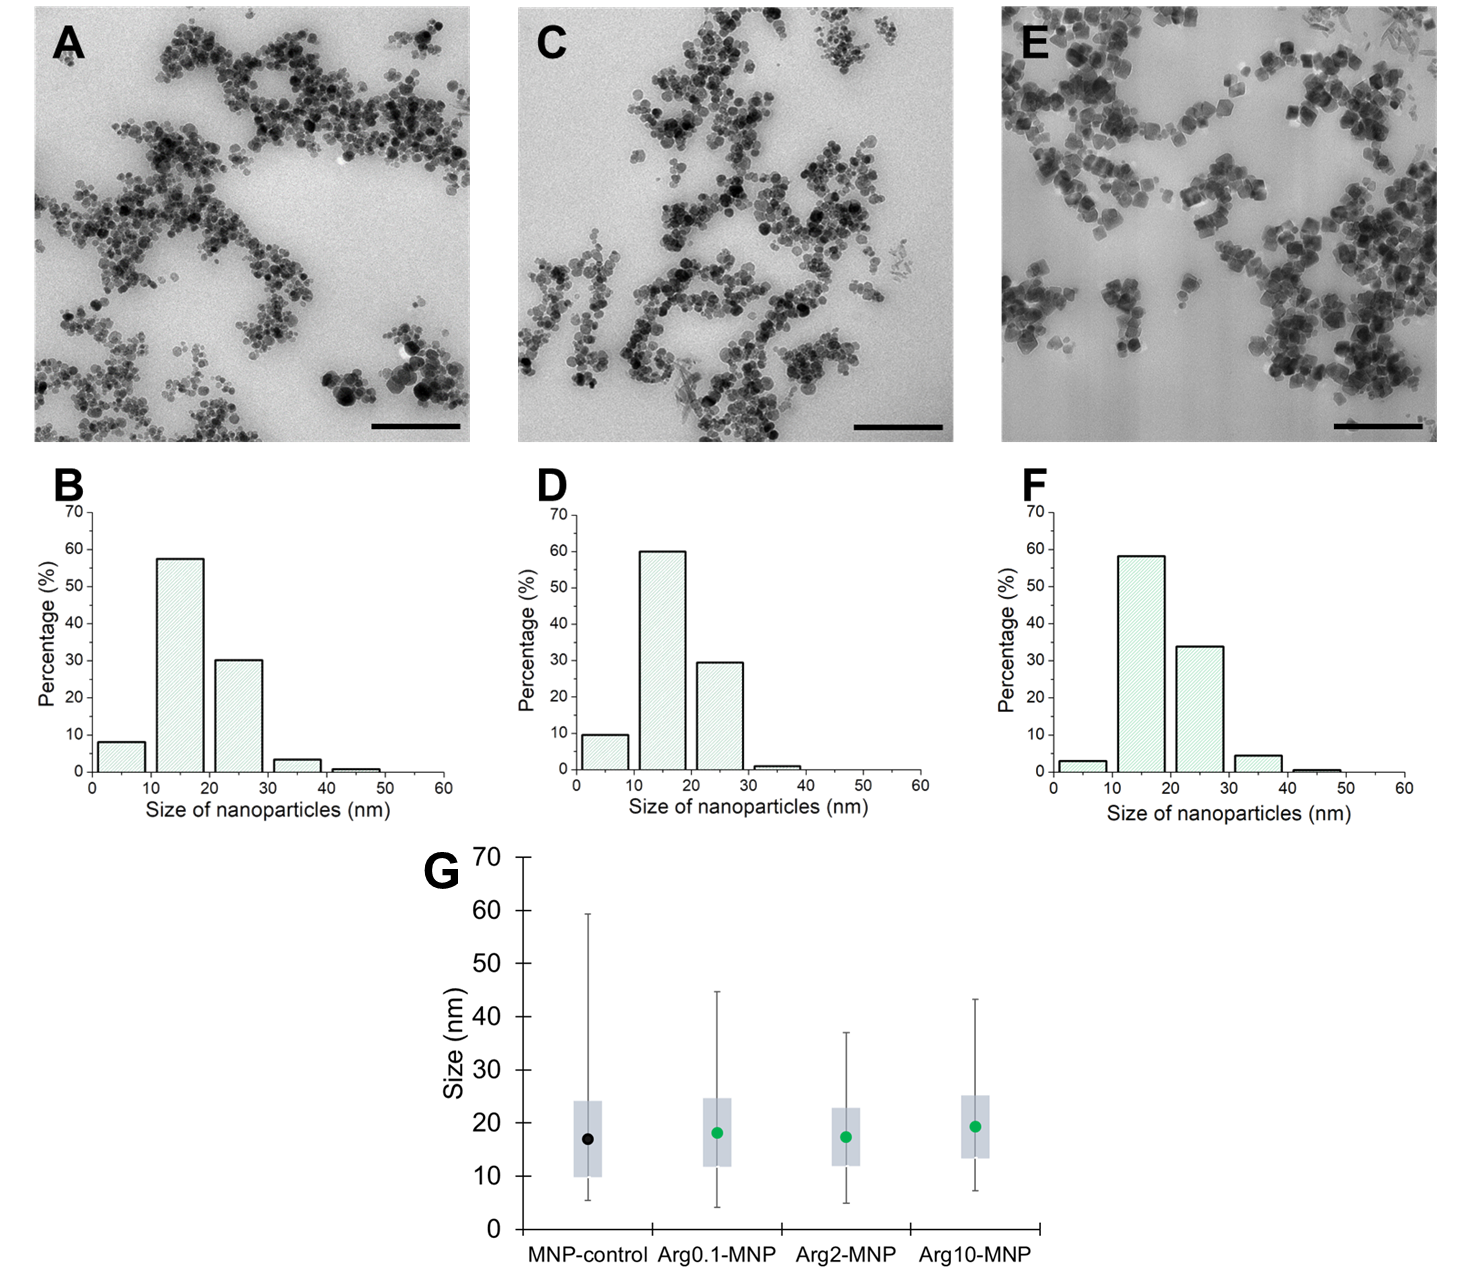 A
C
E
B
D
F
70
60
50
40
30
20
10
0
Percentage (%)
0 10 20 30 40 50 60
Size of nanoparticles (nm)
70
60
50
40
30
20
10
0
Percentage (%)
0 10 20 30 40 50 60
Size of nanoparticles (nm)
70
60
50
40
30
20
10
0
Percentage (%)
0 10 20 30 40 50 60
Size of nanoparticles (nm)
G
70
60
50
40
30
20
10
0
Size (nm)
MNP-control Arg0.1-MNP Arg2-MNP Arg10-MNP